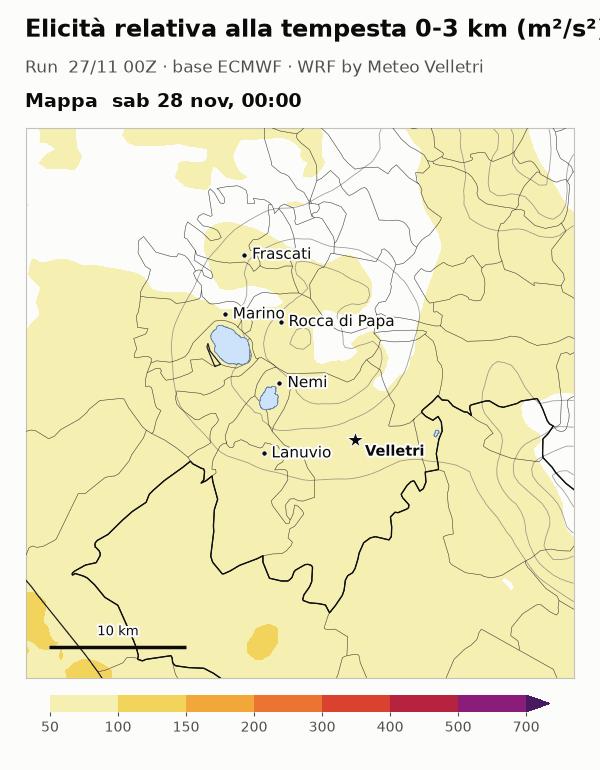 Elicità relativa alla tempesta 0-3 km (m²/s²)
Run  27/11 00Z · base ECMWF · WRF by Meteo Velletri
Mappa  sab 28 nov, 00:00
Frascati
Marino
Rocca di Papa
Nemi
Velletri
Lanuvio
10 km
50 100 150 200 300 400 500 700